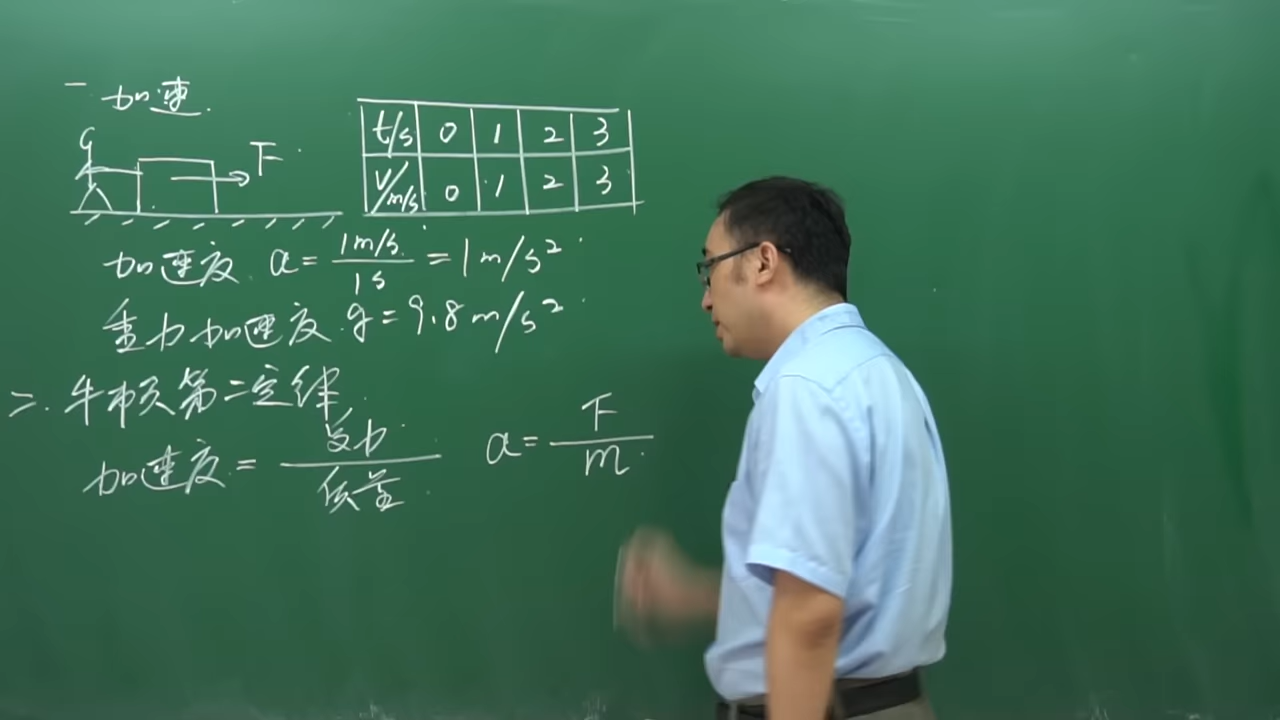 一 加速
F
t/s 0 1 2 3
v/m/s 0 1 2 3
加速度 a = 1m/s / 1s = 1m/s²
重力加速度 g = 9.8m/s²
二. 牛顿第二定律
加速度 = 受力 / 质量 a = F / m